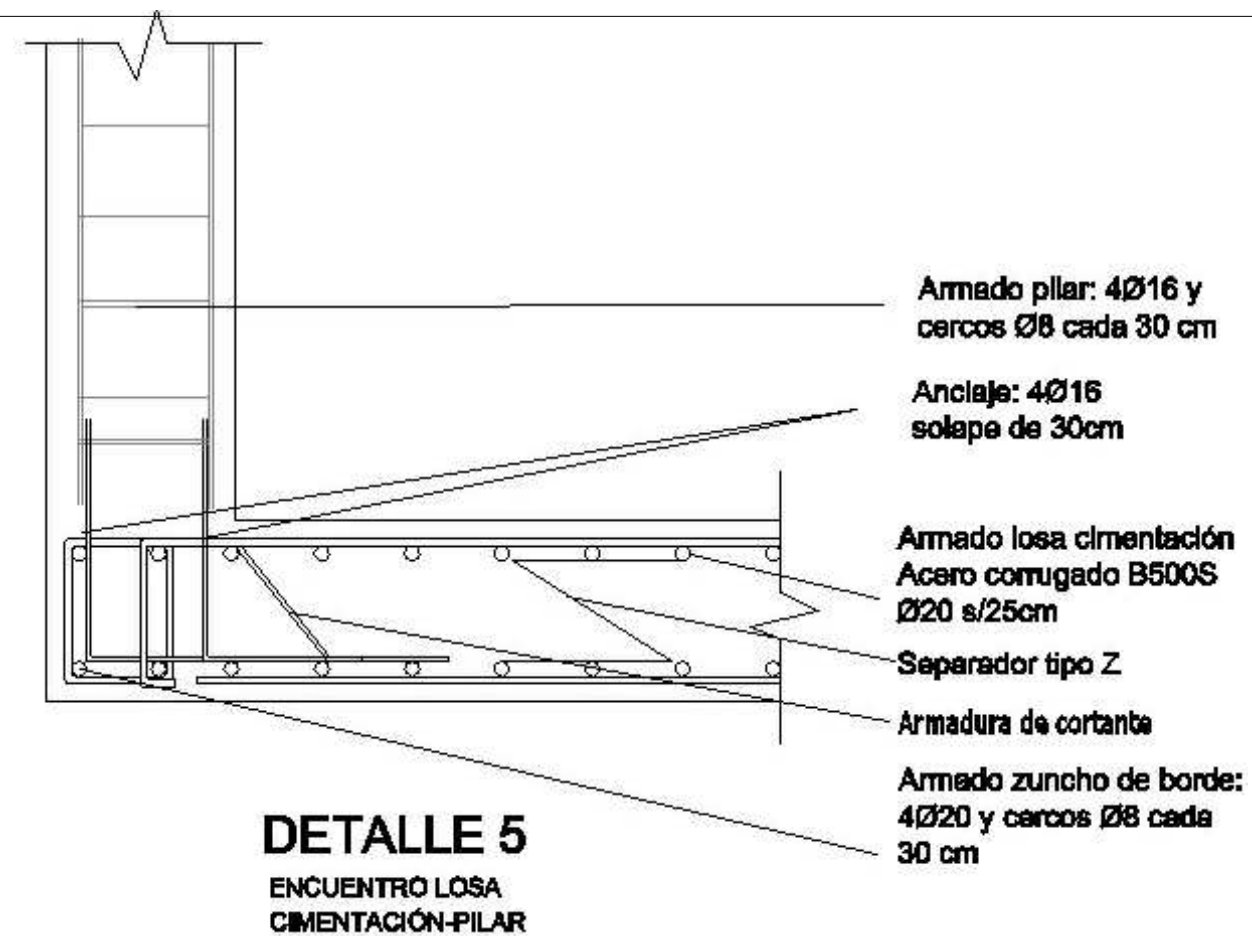 Armado pilar: 4Ø16 y
cercos Ø8 cada 30 cm
Anclaje: 4Ø16
solape de 30cm
Armado losa cimentación
Acero corrugado B500S
Ø20 s/25cm
Separador tipo Z
Armadura de cortante
Armado zuncho de borde:
4Ø20 y cercos Ø8 cada
30 cm
DETALLE 5
ENCUENTRO LOSA
CIMENTACIÓN-PILAR